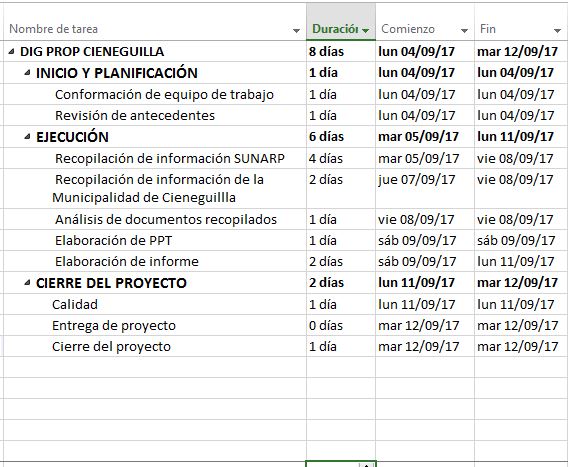 Nombre de tarea Duración Comienzo Fin
DIG PROP CIENEGUILLA 8 días lun 04/09/17 mar 12/09/17
INICIO Y PLANIFICACIÓN 1 día lun 04/09/17 lun 04/09/17
Conformación de equipo de trabajo 1 día lun 04/09/17 lun 04/09/17
Revisión de antecedentes 1 día lun 04/09/17 lun 04/09/17
EJECUCIÓN 6 días mar 05/09/17 lun 11/09/17
Recopilación de información SUNARP 4 días mar 05/09/17 vie 08/09/17
Recopilación de información de la 2 días jue 07/09/17 vie 08/09/17
Municipalidad de Cieneguillla
Análisis de documentos recopilados 1 día vie 08/09/17 vie 08/09/17
Elaboración de PPT 1 día sáb 09/09/17 sáb 09/09/17
Elaboración de informe 2 días sáb 09/09/17 lun 11/09/17
CIERRE DEL PROYECTO 2 días lun 11/09/17 mar 12/09/17
Calidad 1 día lun 11/09/17 lun 11/09/17
Entrega de proyecto 0 días mar 12/09/17 mar 12/09/17
Cierre del proyecto 1 día mar 12/09/17 mar 12/09/17